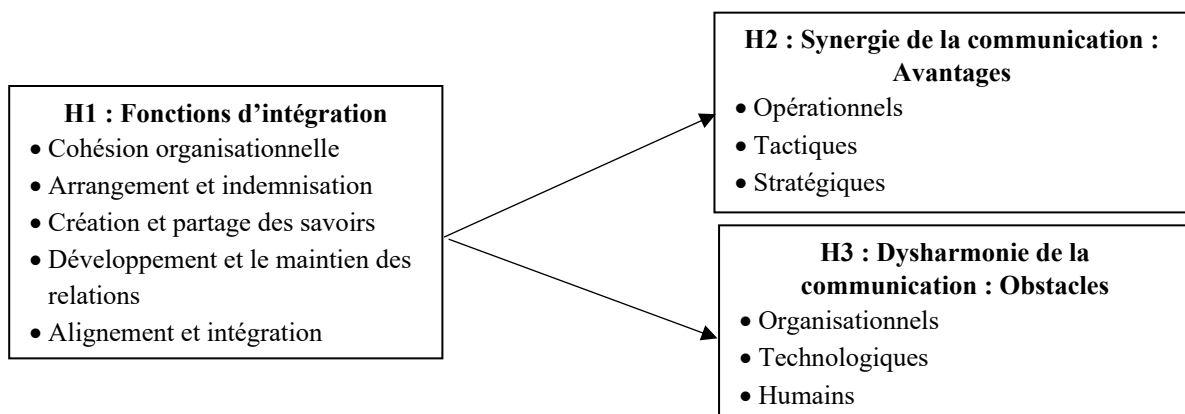 H1 : Fonctions d’intégration
• Cohésion organisationnelle
• Arrangement et indemnisation
• Création et partage des savoirs
• Développement et le maintien des
relations
• Alignement et intégration
H2 : Synergie de la communication :
Avantages
• Opérationnels
• Tactiques
• Stratégiques
H3 : Dysharmonie de la
communication : Obstacles
• Organisationnels
• Technologiques
• Humains